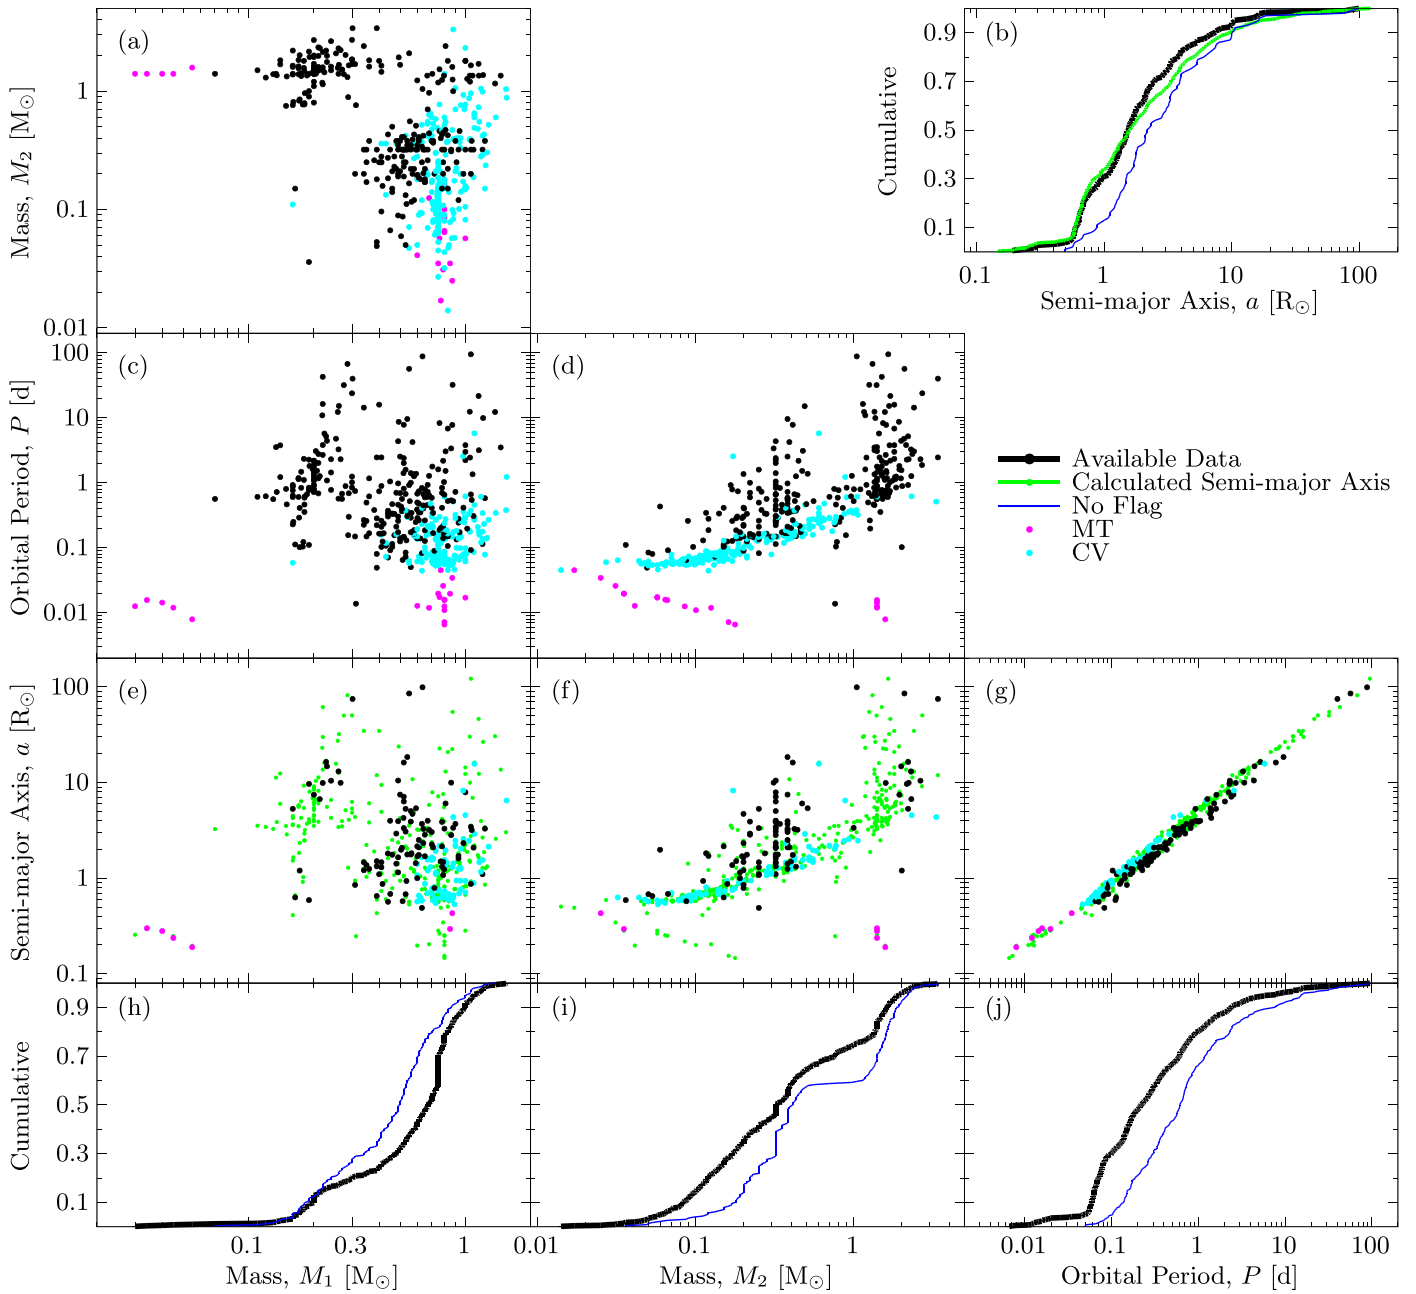 (a)
Mass, M2 [M⊙]
1
0.1
0.01
(b)
Cumulative
0.9
0.7
0.5
0.3
0.1
0.1 1 10 100
Semi-major Axis, a [R⊙]
(c)
Orbital Period, P [d]
100
10
1
0.1
0.01
(d)
Available Data
Calculated Semi-major Axis
No Flag
MT
CV
(e)
Semi-major Axis, a [R⊙]
100
10
1
0.1
(f)
(g)
(h)
Cumulative
0.9
0.7
0.5
0.3
0.1
0.1 0.3 1
Mass, M1 [M⊙]
(i)
0.01 0.1 1
Mass, M2 [M⊙]
(j)
0.01 0.1 1 10 100
Orbital Period, P [d]